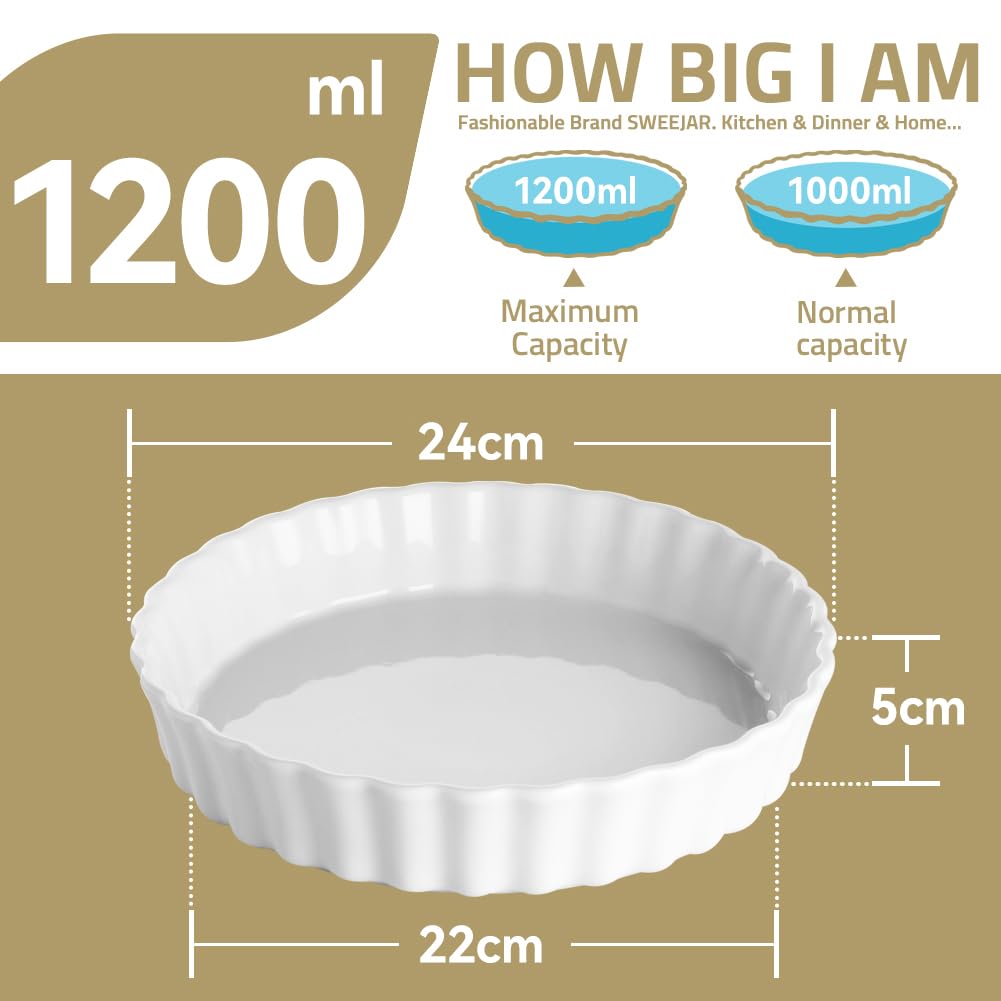 ml
1200
HOW BIG I AM
Fashionable Brand SWEEJAR. Kitchen & Dinner & Home...
1200ml
1000ml
Maximum
Capacity
Normal
capacity
24cm
5cm
22cm